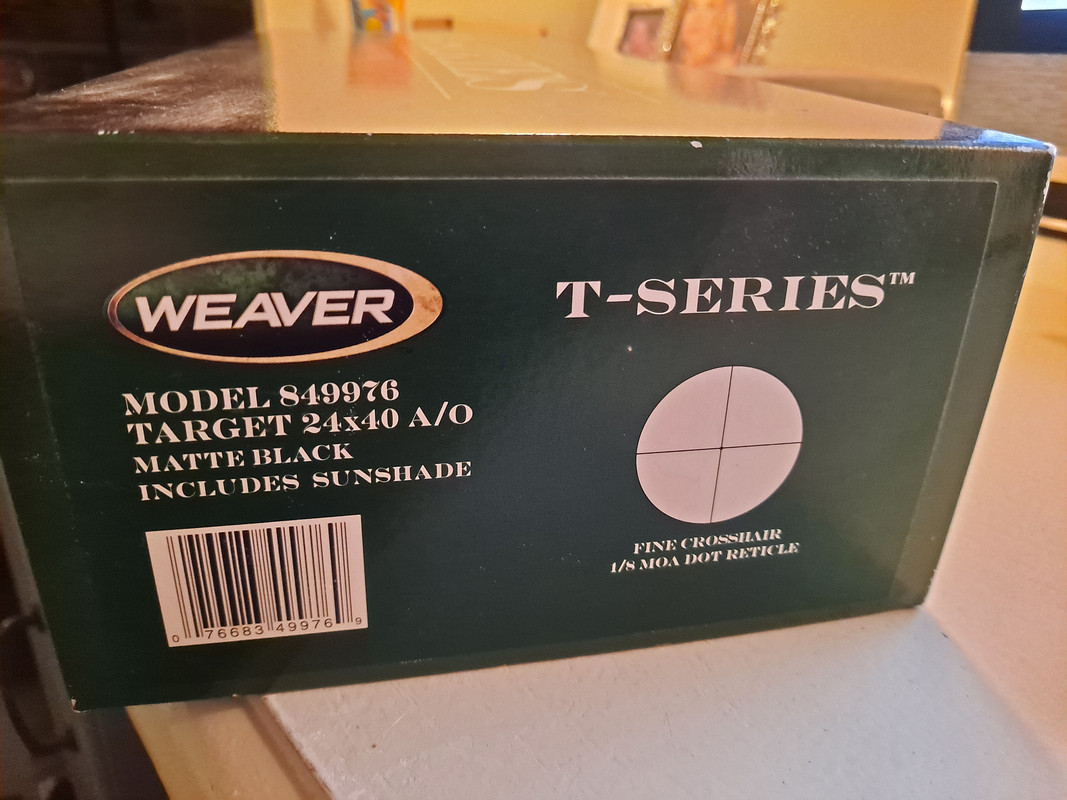 WEAVER
MODEL 849976
TARGET 24x40 A/O
MATTE BLACK
INCLUDES SUNSHADE
0 76683 49976 9
T-SERIES™
FINE CROSSHAIR
1/8 MOA DOT RETICLE